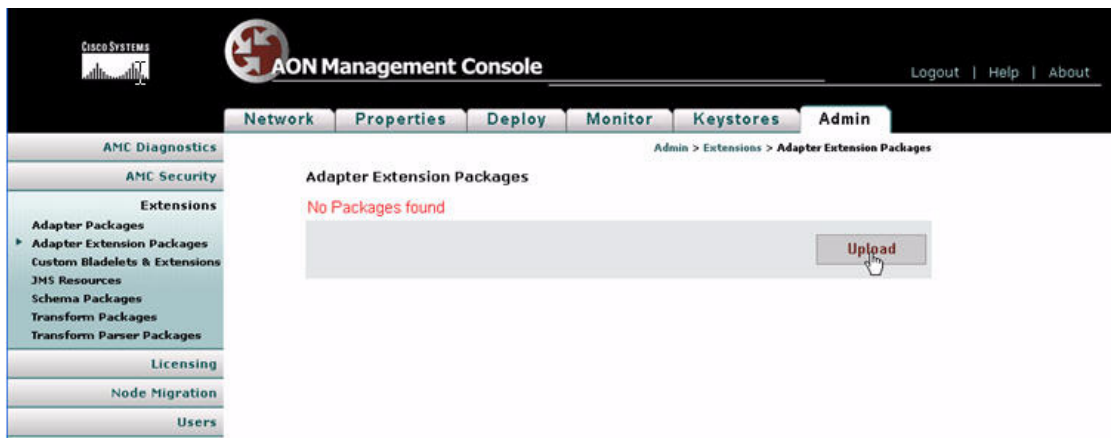 CISCO SYSTEMS
AON Management Console
Logout | Help | About
Network Properties Deploy Monitor Keystores Admin
AMC Diagnostics
AMC Security
Extensions
Adapter Packages
Adapter Extension Packages
Custom Bladelets & Extensions
JMS Resources
Schema Packages
Transform Packages
Transform Parser Packages
Licensing
Node Migration
Users
Admin > Extensions > Adapter Extension Packages
Adapter Extension Packages
No Packages found
Upload